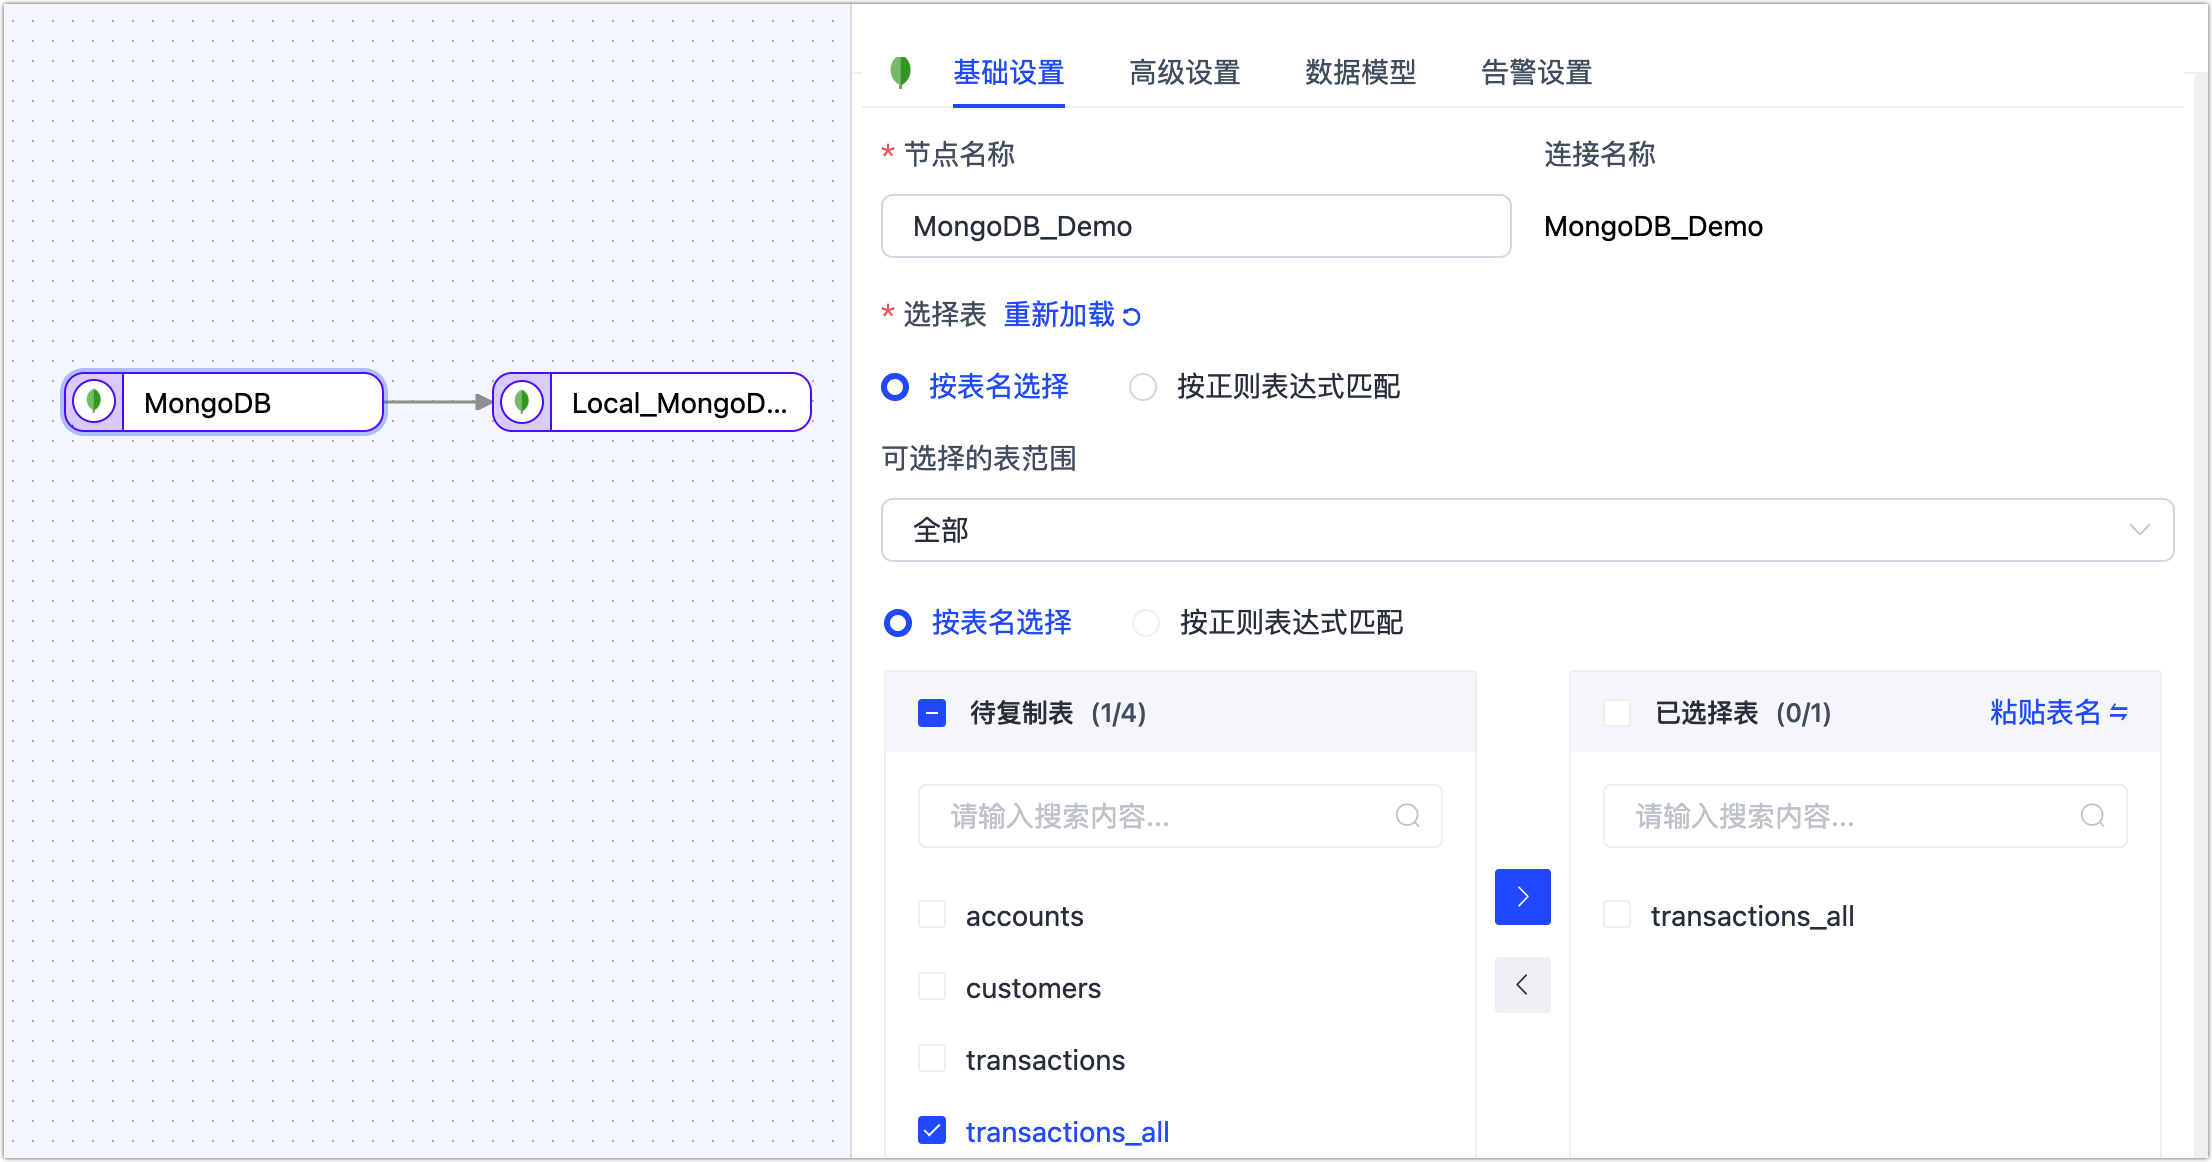 MongoDB
Local_MongoD...
基础设置 高级设置 数据模型 告警设置
* 节点名称 连接名称
MongoDB_Demo MongoDB_Demo
* 选择表 重新加载
按表名选择 按正则表达式匹配
可选择的表范围
全部
按表名选择 按正则表达式匹配
待复制表 (1/4)
请输入搜索内容...
accounts
customers
transactions
transactions_all
已选择表 (0/1) 粘贴表名
请输入搜索内容...
transactions_all